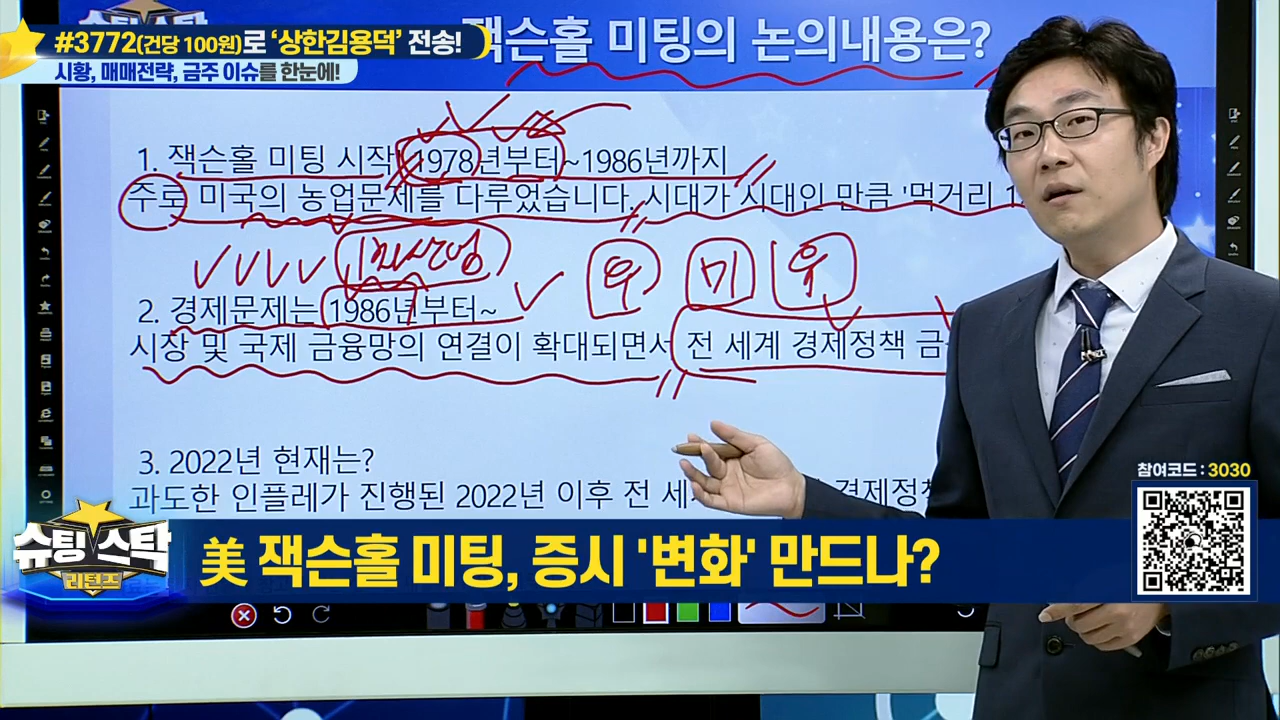 #3772(건당 100원)로 '상한김용덕' 전송!
시황, 매매전략, 금주 이슈를 한눈에!
잭슨홀 미팅의 논의내용은?
1. 잭슨홀 미팅 시작 1978년부터~1986년까지
주로 미국의 농업문제를 다루었습니다. 시대가 시대인 만큼 '먹거리
1차산업
우 미 유
2. 경제문제는 1986년부터~
시장 및 국제 금융망의 연결이 확대되면서 전 세계 경제정책
3. 2022년 현재는?
과도한 인플레가 진행된 2022년 이후 전 경제정책
참여코드 : 3030
슈팅스탁
리턴즈
美 잭슨홀 미팅, 증시 '변화' 만드나?